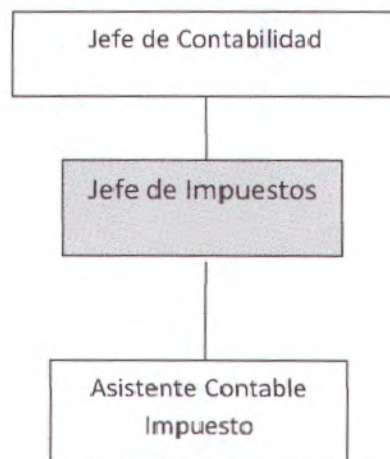 Jefe de Contabilidad
Jefe de Impuestos
Asistente Contable
Impuesto